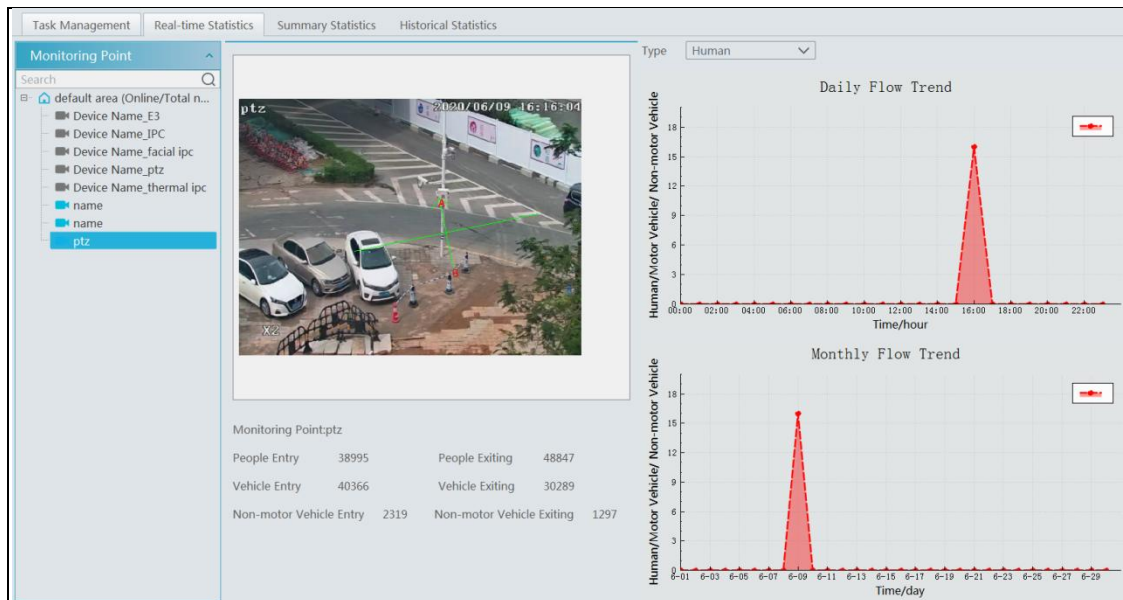 Task Management Real-time Statistics Summary Statistics Historical Statistics
Monitoring Point
Search
default area (Online/Total n...
Device Name_E3
Device Name_IPC
Device Name_facial ipc
Device Name_ptz
Device Name_thermal ipc
name
name
ptz
ptz 2020/06/09 16:16:04
A
B
X2
Monitoring Point:ptz
People Entry 38995 People Exiting 48847
Vehicle Entry 40366 Vehicle Exiting 30289
Non-motor Vehicle Entry 2319 Non-motor Vehicle Exiting 1297
Type Human
Daily Flow Trend
Human/Motor Vehicle/ Non-motor Vehicle
18
15
12
9
6
3
0
00:00 02:00 04:00 06:00 08:00 10:00 12:00 14:00 16:00 18:00 20:00 22:00
Time/hour
Monthly Flow Trend
Human/Motor Vehicle/ Non-motor Vehicle
18
15
12
9
6
3
0
6-01 6-03 6-05 6-07 6-09 6-11 6-13 6-15 6-17 6-19 6-21 6-23 6-25 6-27 6-29
Time/day